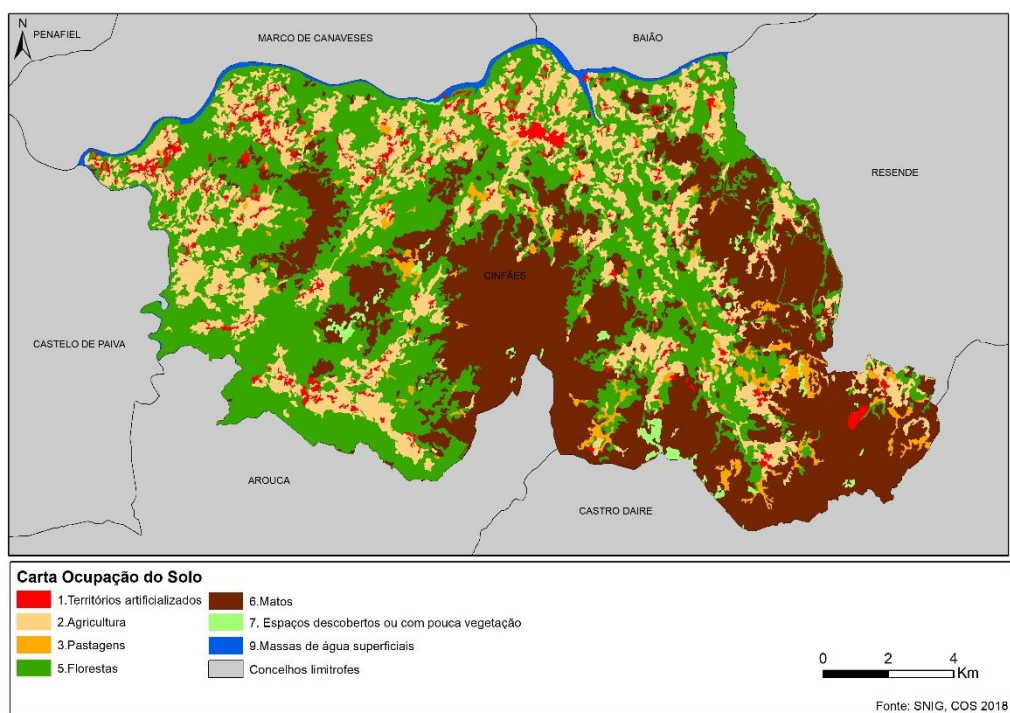 N
PENAFIEL
MARCO DE CANAVESES
BAIÃO
RESENDE
CINFÃES
CASTELO DE PAIVA
AROUCA
CASTRO DAIRE
Carta Ocupação do Solo
1.Territórios artificializados
2.Agricultura
3.Pastagens
5.Florestas
6.Matos
7. Espaços descobertos ou com pouca vegetação
9.Massas de água superficiais
Concelhos limitrofes
0 2 4
Km
Fonte: SNIG, COS 2018